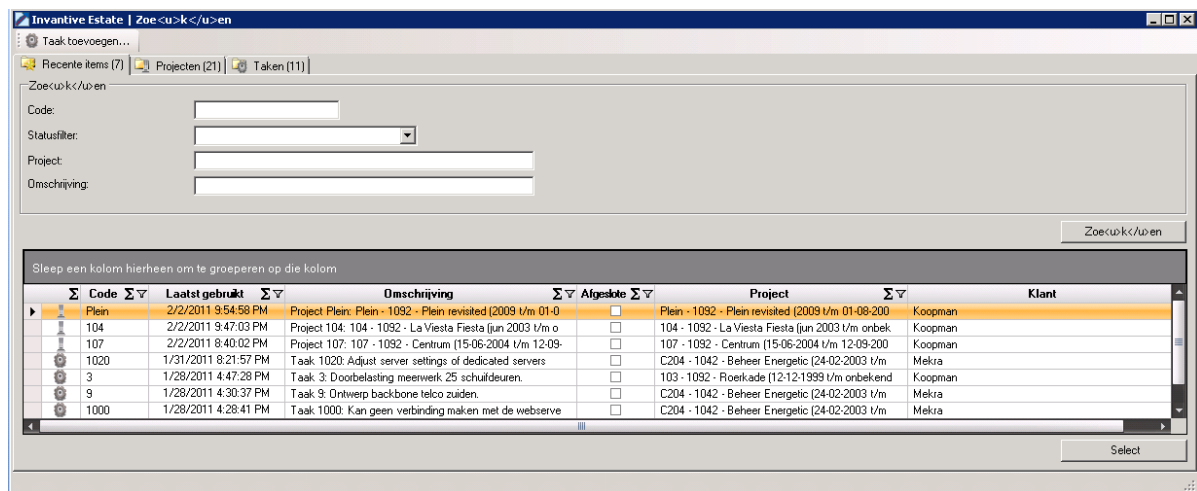 Invantive Estate | Zoe<u>k</u>en
Taak toevoegen...
Recente items (7) Projecten (21) Taken (11)
Zoe<u>k</u>en
Code:
Statusfilter:
Project:
Omschrijving:
Zoe<u>k</u>en
Sleep een kolom hierheen om te groeperen op die kolom
Σ Code Σ Laatst gebruikt Σ Omschrijving Σ Afgeslote Σ Project Σ Klant
Plein 2/2/2011 9:54:58 PM Project Plein: Plein - 1092 - Plein revisited (2009 t/m 01-0 Plein - 1092 - Plein revisited (2009 t/m 01-08-200 Koopman
104 2/2/2011 9:47:03 PM Project 104: 104 - 1092 - La Viesta Fiesta (jun 2003 t/m o 104 - 1092 - La Viesta Fiesta (jun 2003 t/m onbek Koopman
107 2/2/2011 8:40:02 PM Project 107: 107 - 1092 - Centrum (15-06-2004 t/m 12-09- 107 - 1092 - Centrum (15-06-2004 t/m 12-09-200 Koopman
1020 1/31/2011 8:21:57 PM Taak 1020: Adjust server settings of dedicated servers C204 - 1042 - Beheer Energetic (24-02-2003 t/m Mekra
3 1/28/2011 4:47:28 PM Taak 3: Doorbelasting meerwerk 25 schuifdeuren. 103 - 1092 - Roerkade (12-12-1999 t/m onbekend Koopman
9 1/28/2011 4:30:37 PM Taak 9: Ontwerp backbone telco zuiden. C204 - 1042 - Beheer Energetic (24-02-2003 t/m Mekra
1000 1/28/2011 4:28:41 PM Taak 1000: Kan geen verbinding maken met de webserve C204 - 1042 - Beheer Energetic (24-02-2003 t/m Mekra
Select